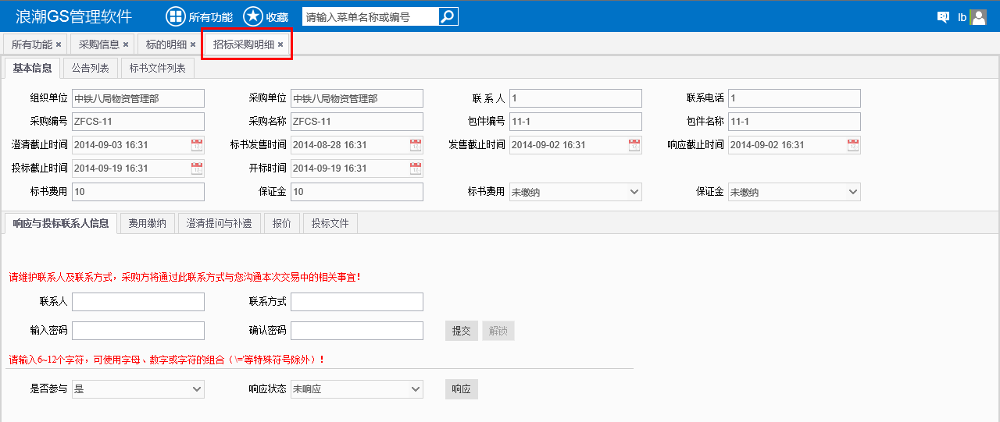 浪潮GS管理软件 所有功能 收藏 请输入菜单名称或编号 lb
所有功能 × 采购信息 × 标的明细 × 招标采购明细 ×
基本信息 公告列表 标书文件列表
组织单位 中铁八局物资管理部 采购单位 中铁八局物资管理部 联 系 人 1 联系电话 1
采购编号 ZFCS-11 采购名称 ZFCS-11 包件编号 11-1 包件名称 11-1
澄清截止时间 2014-09-03 16:31 标书发售时间 2014-08-28 16:31 发售截止时间 2014-09-02 16:31 响应截止时间 2014-09-02 16:31
投标截止时间 2014-09-19 16:31 开标时间 2014-09-19 16:31
标书费用 10 保证金 10 标书费用 未缴纳 保证金 未缴纳
响应与投标联系人信息 费用缴纳 澄清提问与补遗 报价 投标文件
请维护联系人及联系方式，采购方将通过此联系方式与您沟通本次交易中的相关事宜！
联系人 联系方式
输入密码 确认密码 提交 解锁
请输入6~12个字符，可使用字母、数字或字符的组合（ \='等特殊符号除外）！
是否参与 是 响应状态 未响应 响应